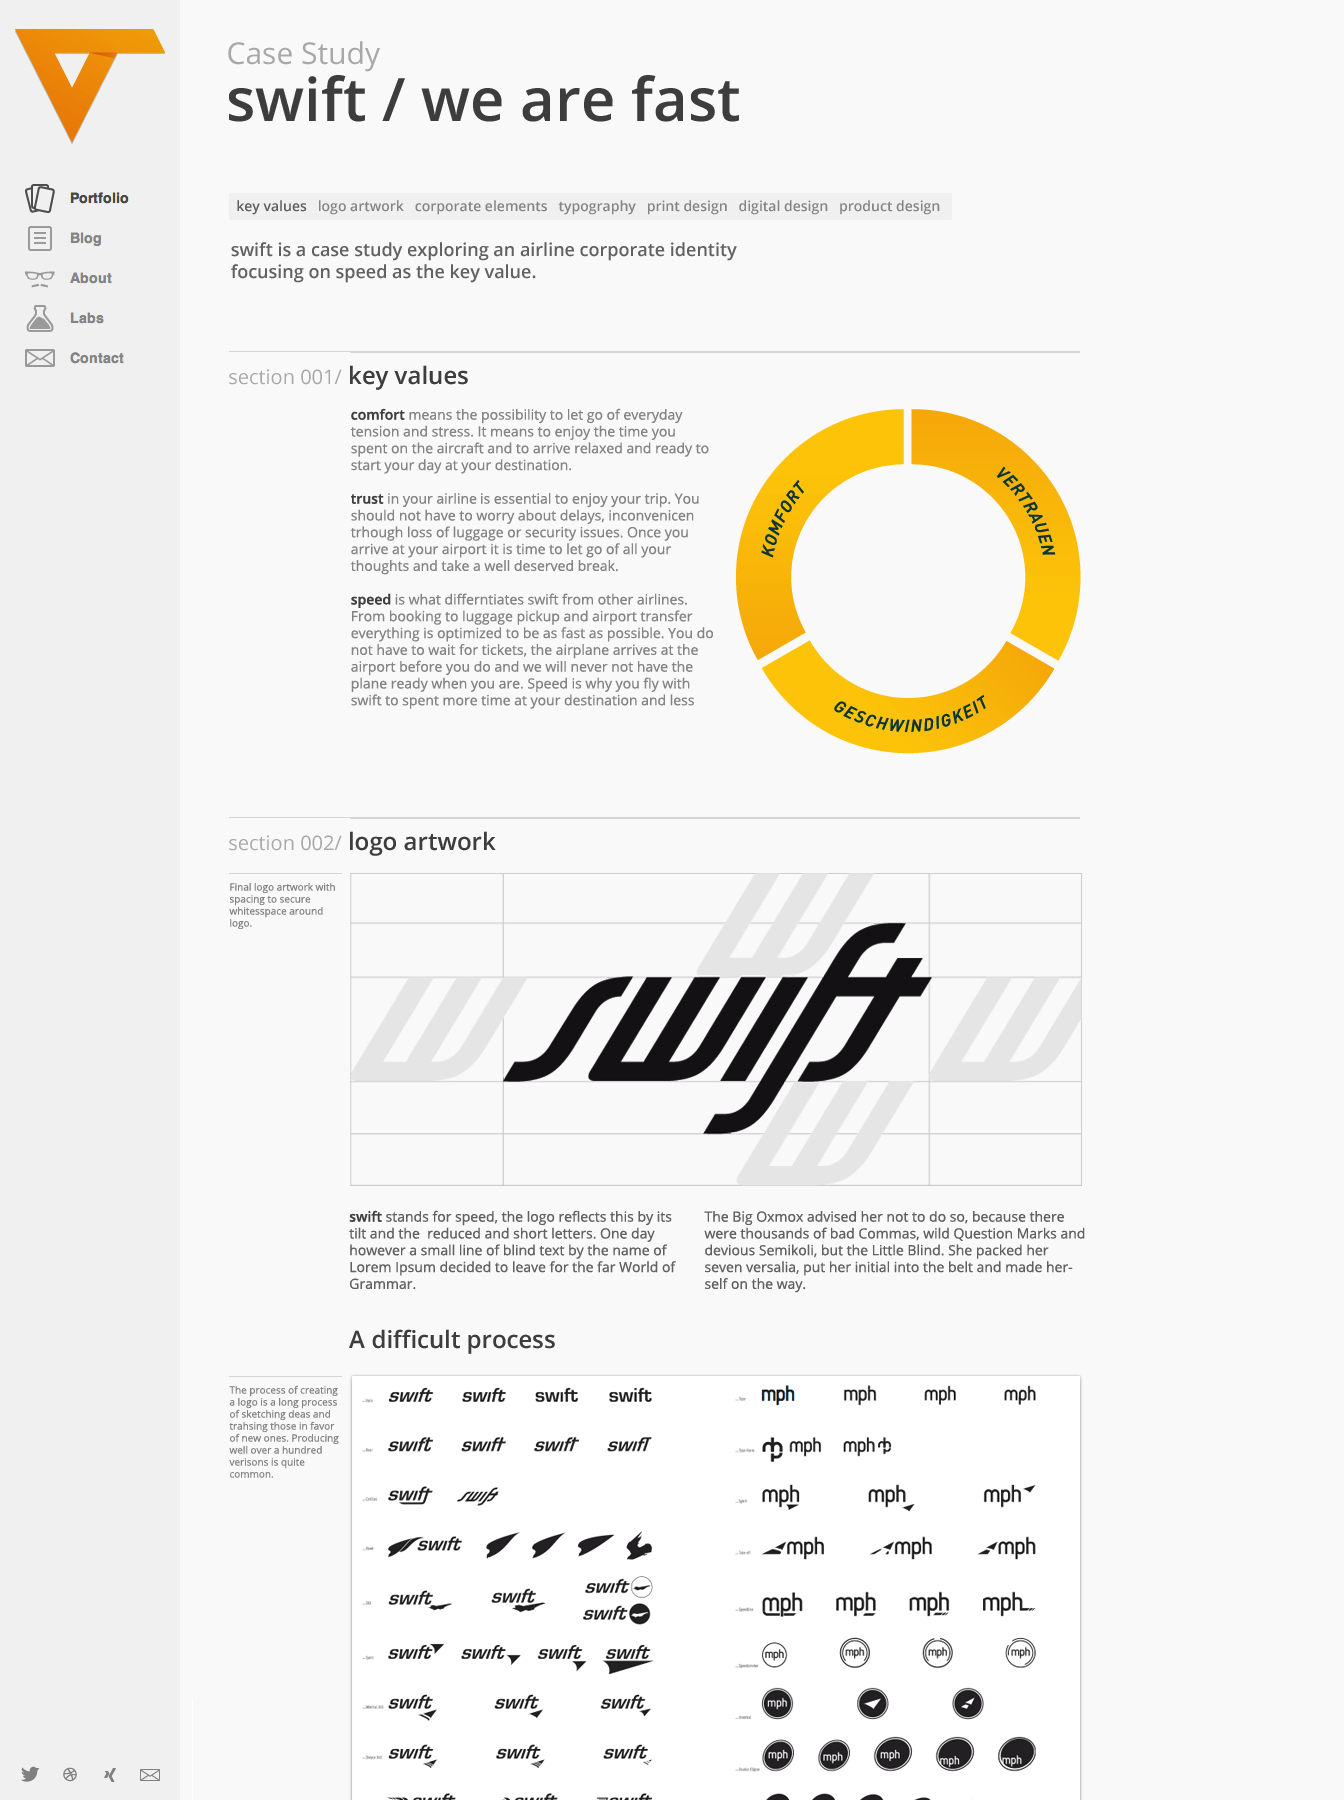 Case Study
swift / we are fast
Portfolio
Blog
About
Labs
Contact
key values logo artwork corporate elements typography print design digital design product design
swift is a case study exploring an airline corporate identity
focusing on speed as the key value.
section 001/ key values
comfort means the possibility to let go of everyday
tension and stress. It means to enjoy the time you
spent on the aircraft and to arrive relaxed and ready to
start your day at your destination.
trust in your airline is essential to enjoy your trip. You
should not have to worry about delays, inconvenicen
trhough loss of luggage or security issues. Once you
arrive at your airport it is time to let go of all your
thoughts and take a well deserved break.
speed is what differntiates swift from other airlines.
From booking to luggage pickup and airport transfer
everything is optimized to be as fast as possible. You do
not have to wait for tickets, the airplane arrives at the
airport before you do and we will never not have the
plane ready when you are. Speed is why you fly with
swift to spent more time at your destination and less
KOMFORT
VERTRAUEN
GESCHWINDIGKEIT
section 002/ logo artwork
Final logo artwork with
spacing to secure
whitesspace around
logo.
swift
swift stands for speed, the logo reflects this by its
tilt and the reduced and short letters. One day
however a small line of blind text by the name of
Lorem Ipsum decided to leave for the far World of
Grammar.
The Big Oxmox advised her not to do so, because there
were thousands of bad Commas, wild Question Marks and
devious Semikoli, but the Little Blind. She packed her
seven versalia, put her initial into the belt and made her-
self on the way.
A difficult process
The process of creating
a logo is a long process
of sketching deas and
trahsing those in favor
of new ones. Producing
well over a hundred
verisons is quite
common.
swift swift swift swift
mph mph mph mph
swift swift swift swift
mph mph
swift swift
mph mph mph
swift
mph mph mph
swift swift swift
swift
mph mph mph mph
swift swift swift swift
mph mph mph mph
swift swift swift
mph
swift swift swift
mph mph mph mph mph